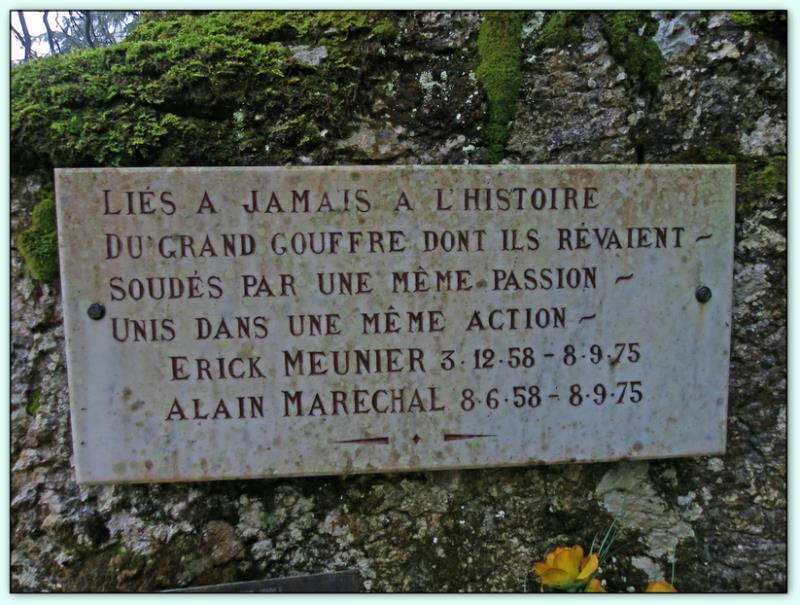 LIÉS A JAMAIS A L'HISTOIRE
DU GRAND GOUFFRE DONT ILS RÉVAIENT ~
SOUDÉS PAR UNE MÊME PASSION ~
UNIS DANS UNE MÊME ACTION ~
ERICK MEUNIER 3.12.58 - 8.9.75
ALAIN MARECHAL 8.6.58 - 8.9.75